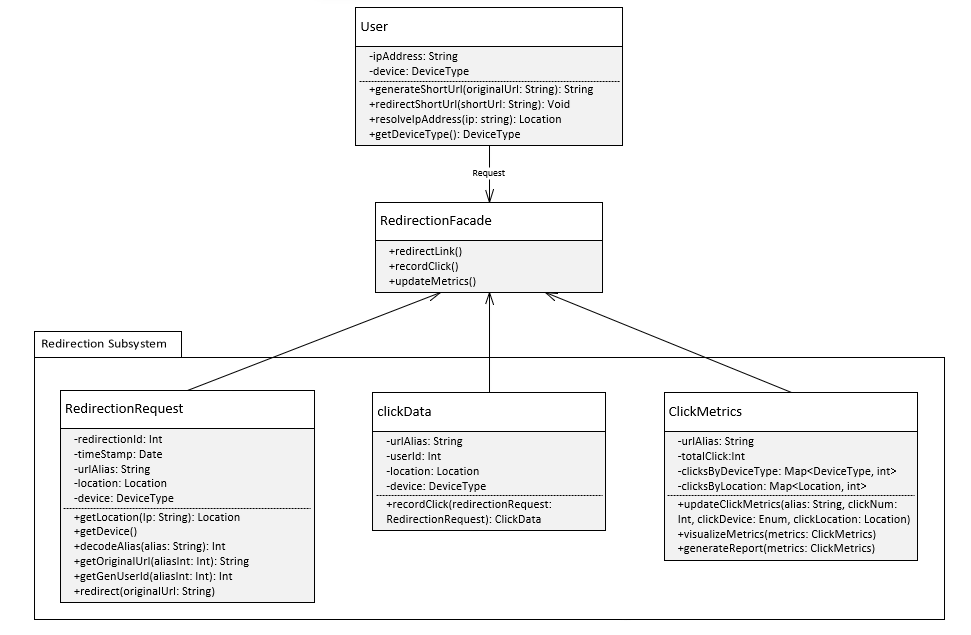 User
-ipAddress: String
-device: DeviceType
+generateShortUrl(originalUrl: String): String
+redirectShortUrl(shortUrl: String): Void
+resolveIpAddress(ip: string): Location
+getDeviceType(): DeviceType
Request
RedirectionFacade
+redirectLink()
+recordClick()
+updateMetrics()
Redirection Subsystem
RedirectionRequest
-redirectionId: Int
-timeStamp: Date
-urlAlias: String
-location: Location
-device: DeviceType
+getLocation(Ip: String): Location
+getDevice()
+decodeAlias(alias: String): Int
+getOriginalUrl(aliasInt: Int): String
+getGenUserId(aliasInt: Int): Int
+redirect(originalUrl: String)
clickData
-urlAlias: String
-userId: Int
-location: Location
-device: DeviceType
+recordClick(redirectionRequest:
RedirectionRequest): ClickData
ClickMetrics
-urlAlias: String
-totalClick:Int
-clicksByDeviceType: Map<DeviceType, int>
-clicksByLocation: Map<Location, int>
+updateClickMetrics(alias: String, clickNum:
Int, clickDevice: Enum, clickLocation: Location)
+visualizeMetrics(metrics: ClickMetrics)
+generateReport(metrics: ClickMetrics)